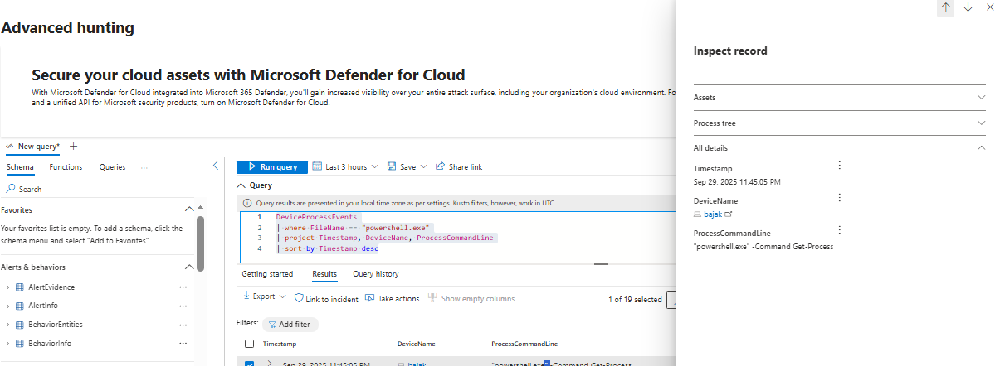 Advanced hunting
Secure your cloud assets with Microsoft Defender for Cloud
With Microsoft Defender for Cloud integrated into Microsoft 365 Defender, you'll gain increased visibility over your entire attack surface, including your organization's cloud environment. Fo
and a unified API for Microsoft security products, turn on Microsoft Defender for Cloud.
New query*
Schema Functions Queries ...
Search
Favorites
Your favorites list is empty. To add a schema, click the
schema menu and select "Add to Favorites"
Alerts & behaviors
AlertEvidence
AlertInfo
BehaviorEntities
BehaviorInfo
Run query Last 3 hours Save Share link
Query
Query results are presented in your local time zone as per settings. Kusto filters, however, work in UTC.
1 DeviceProcessEvents
2 | where FileName == "powershell.exe"
3 | project Timestamp, DeviceName, ProcessCommandLine
4 | sort by Timestamp desc
Getting started Results Query history
Export Link to incident Take actions Show empty columns 1 of 19 selected
Filters: Add filter
Timestamp DeviceName ProcessCommandLine
Sep 29, 2025 11:45:05 PM bajak "powershell.exe" -Command Get-Process
Inspect record
Assets
Process tree
All details
Timestamp
Sep 29, 2025 11:45:05 PM
DeviceName
bajak
ProcessCommandLine
"powershell.exe" -Command Get-Process